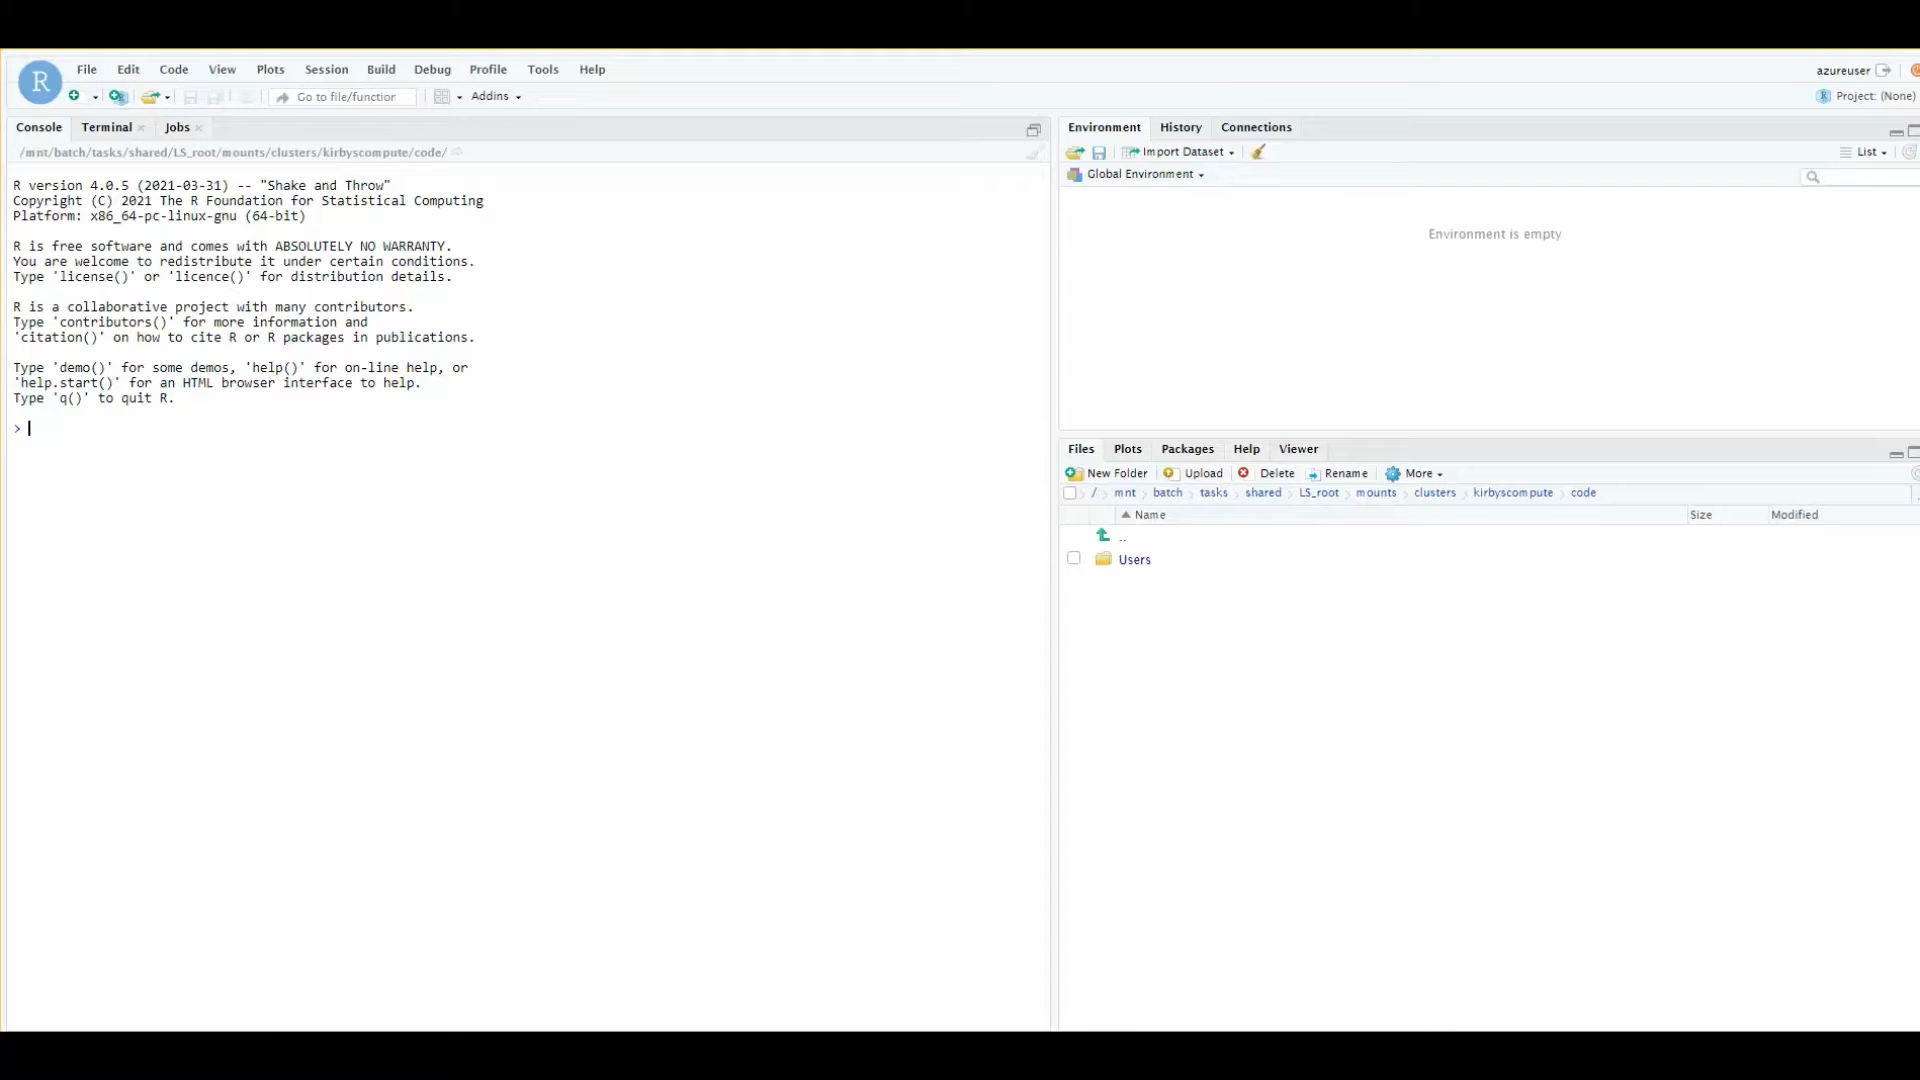 R
File Edit Code View Plots Session Build Debug Profile Tools Help
azureuser
Go to file/function
Addins
Project: (None)
Console Terminal Jobs
/mnt/batch/tasks/shared/LS_root/mounts/clusters/kirbyscompute/code/
R version 4.0.5 (2021-03-31) -- "Shake and Throw"
Copyright (C) 2021 The R Foundation for Statistical Computing
Platform: x86_64-pc-linux-gnu (64-bit)
R is free software and comes with ABSOLUTELY NO WARRANTY.
You are welcome to redistribute it under certain conditions.
Type 'license()' or 'licence()' for distribution details.
R is a collaborative project with many contributors.
Type 'contributors()' for more information and
'citation()' on how to cite R or R packages in publications.
Type 'demo()' for some demos, 'help()' for on-line help, or
'help.start()' for an HTML browser interface to help.
Type 'q()' to quit R.
>
Environment History Connections
Import Dataset
List
Global Environment
Environment is empty
Files Plots Packages Help Viewer
New Folder Upload Delete Rename More
/ mnt batch tasks shared LS_root mounts clusters kirbyscompute code
Name Size Modified
..
Users